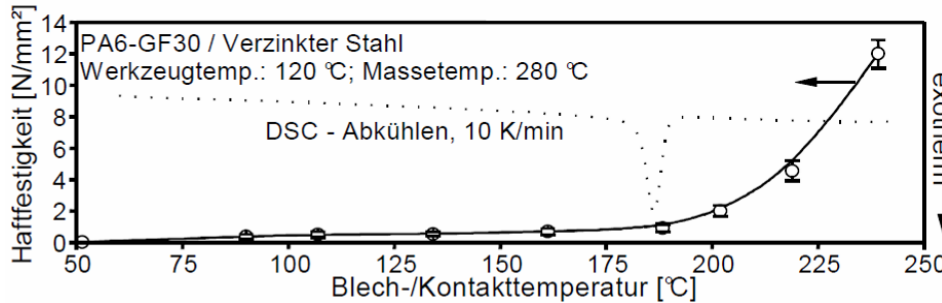 PA6-GF30 / Verzinkter Stahl
Werkzeugtemp.: 120 °C; Massetemp.: 280 °C
DSC - Abkühlen, 10 K/min
Haftfestigkeit [N/mm²]
14
12
10
8
6
4
2
0
50 75 100 125 150 175 200 225 250
Blech-/Kontakttemperatur [°C]
exotherm